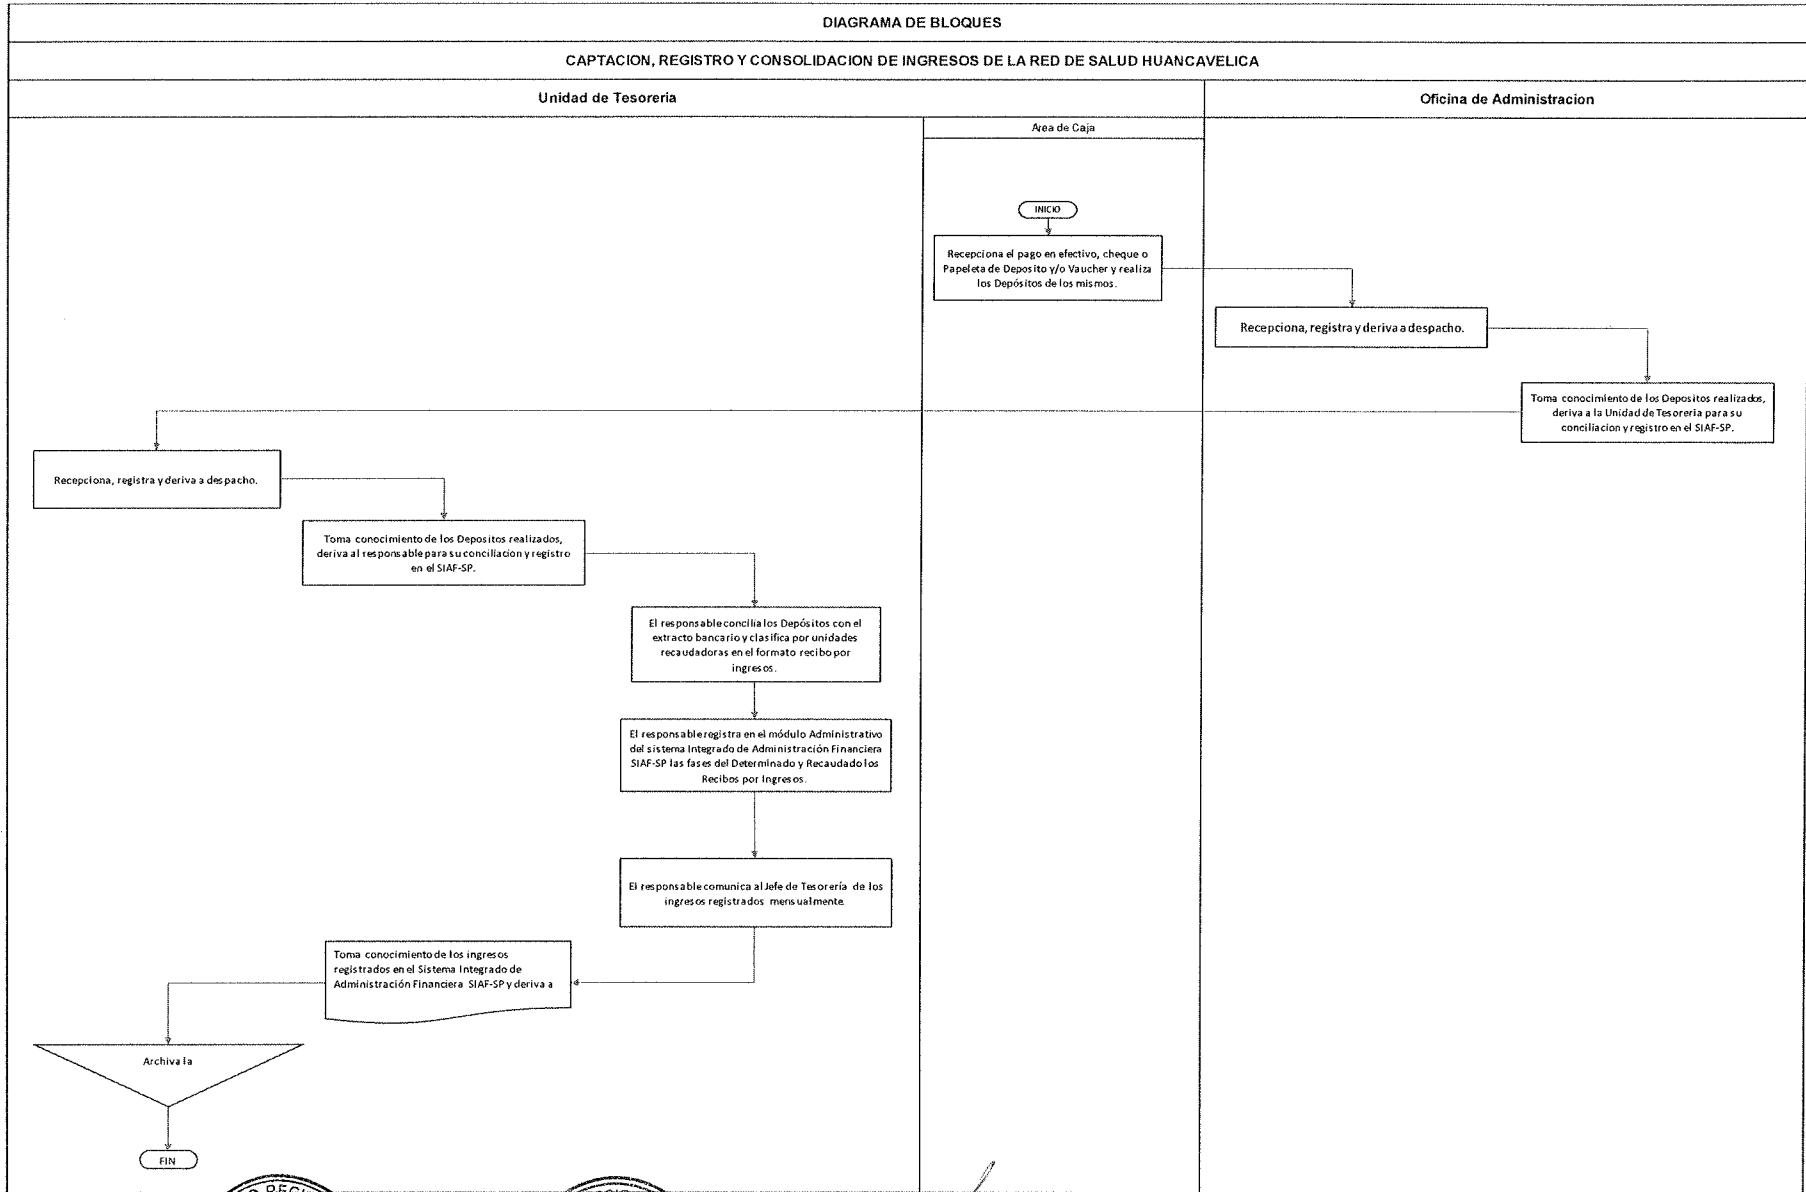 DIAGRAMA DE BLOQUES
CAPTACION, REGISTRO Y CONSOLIDACION DE INGRESOS DE LA RED DE SALUD HUANCAVELICA
Unidad de Tesoreria
Oficina de Administracion
Area de Caja
INICIO
Recepciona el pago en efectivo, cheque o
Papeleta de Deposito y/o Vaucher y realiza
los Depósitos de los mismos.
Recepciona, registra y deriva a despacho.
Toma conocimiento de los Depositos realizados,
deriva a la Unidad de Tesoreria para su
conciliacion y registro en el SIAF-SP.
Recepciona, registra y deriva a despacho.
Toma conocimiento de los Depositos realizados,
deriva al responsable para su conciliacion y registro
en el SIAF-SP.
El responsable concilia los Depósitos con el
extracto bancario y clasifica por unidades
recaudadoras en el formato recibo por
ingresos.
El responsable registra en el módulo Administrativo
del sistema Integrado de Administración Financiera
SIAF-SP las fases del Determinado y Recaudado los
Recibos por Ingresos.
El responsable comunica al Jefe de Tesorería de los
ingresos registrados mensualmente.
Toma conocimiento de los ingresos
registrados en el Sistema Integrado de
Administración Financiera SIAF-SP y deriva a
Archiva la
FIN